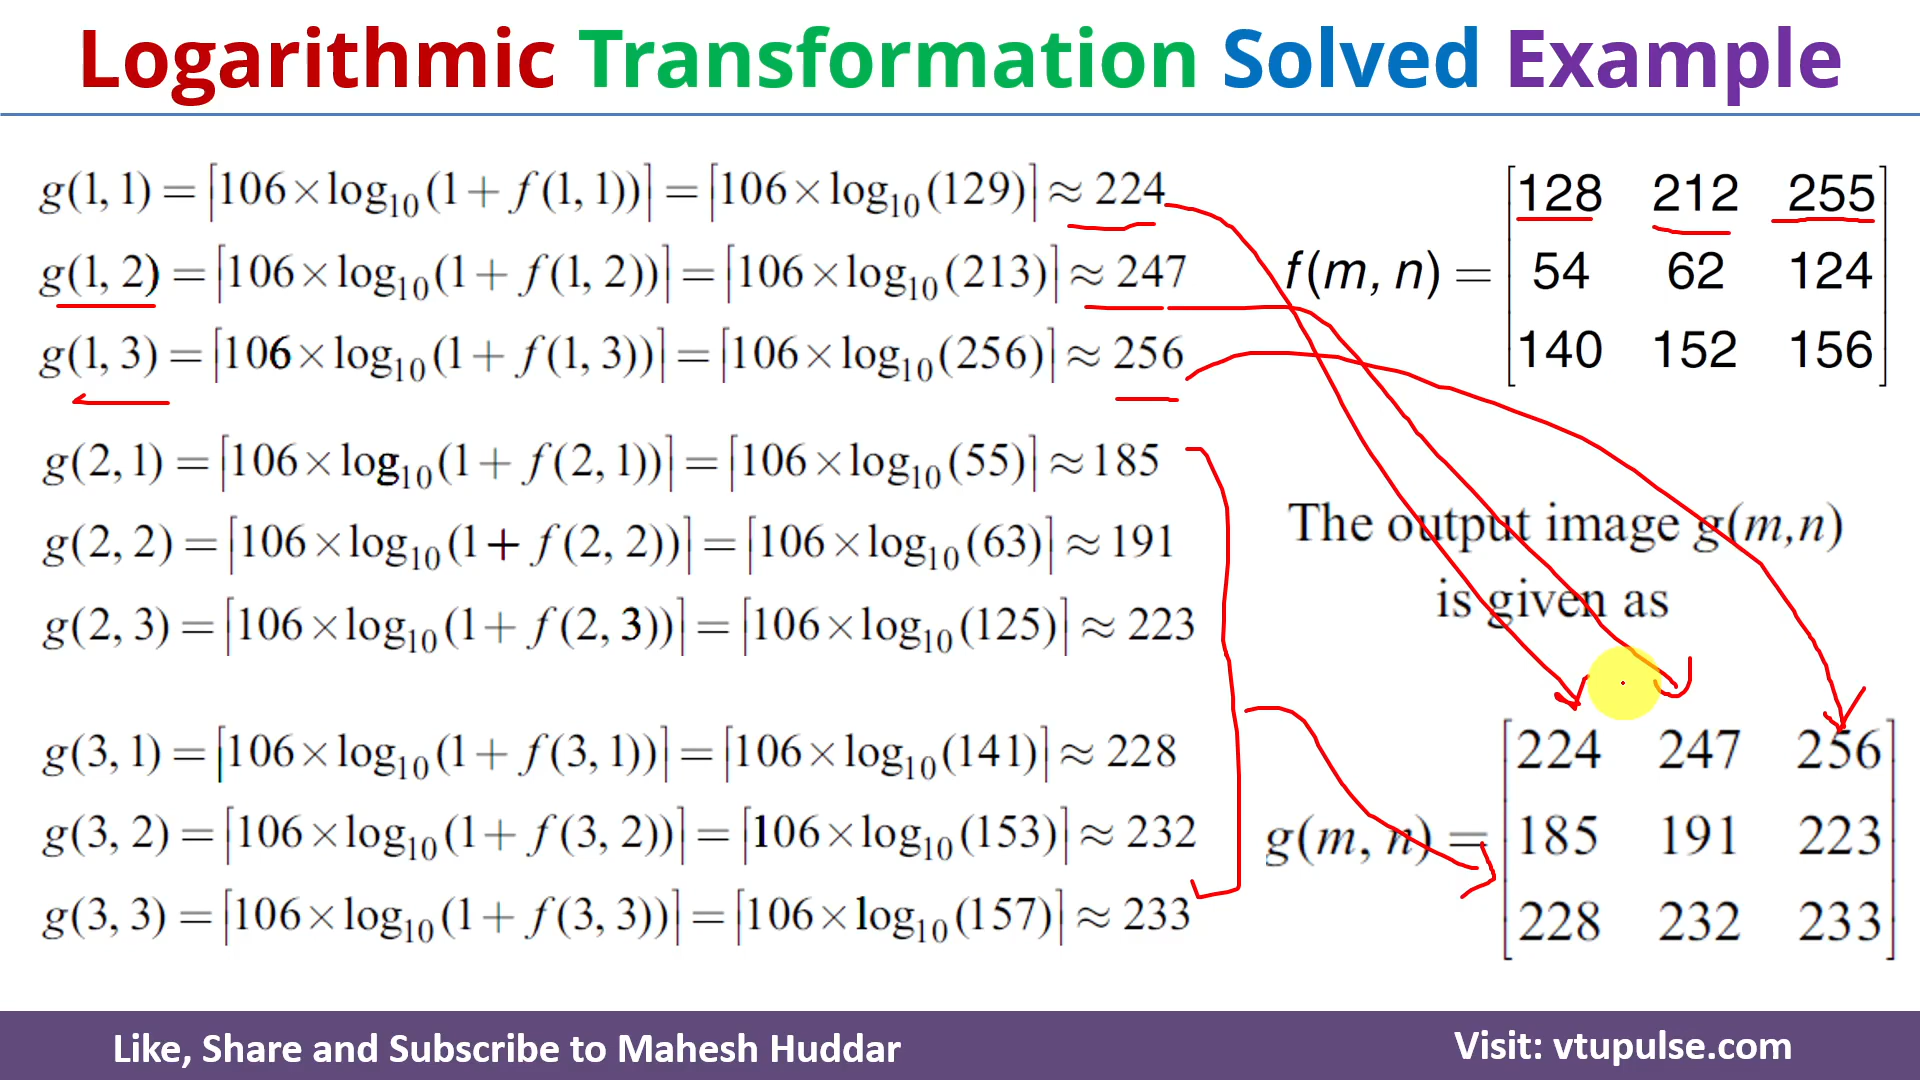 Logarithmic Transformation Solved Example
g(1, 1) = ⌈106×log₁₀(1+ f(1, 1))⌉ = ⌈106×log₁₀(129)⌉ ≈ 224
g(1, 2) = ⌈106×log₁₀(1+ f(1, 2))⌉ = ⌈106×log₁₀(213)⌉ ≈ 247
g(1, 3) = ⌈106×log₁₀(1+ f(1, 3))⌉ = ⌈106×log₁₀(256)⌉ ≈ 256
g(2, 1) = ⌈106×log₁₀(1+ f(2, 1))⌉ = ⌈106×log₁₀(55)⌉ ≈ 185
g(2, 2) = ⌈106×log₁₀(1+ f(2, 2))⌉ = ⌈106×log₁₀(63)⌉ ≈ 191
g(2, 3) = ⌈106×log₁₀(1+ f(2, 3))⌉ = ⌈106×log₁₀(125)⌉ ≈ 223
g(3, 1) = ⌈106×log₁₀(1+ f(3, 1))⌉ = ⌈106×log₁₀(141)⌉ ≈ 228
g(3, 2) = ⌈106×log₁₀(1+ f(3, 2))⌉ = ⌈106×log₁₀(153)⌉ ≈ 232
g(3, 3) = ⌈106×log₁₀(1+ f(3, 3))⌉ = ⌈106×log₁₀(157)⌉ ≈ 233
128 212 255
f(m, n) = 54 62 124
140 152 156
The output image g(m,n)
is given as
224 247 256
g(m, n) = 185 191 223
228 232 233
Like, Share and Subscribe to Mahesh Huddar
Visit: vtupulse.com